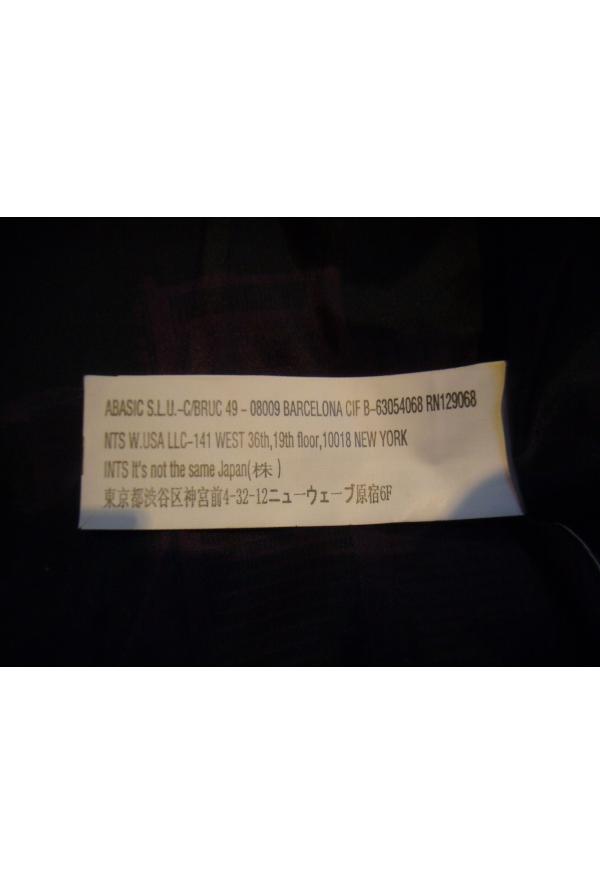 ABASIC S.L.U.-C/BRUC 49 - 08009 BARCELONA CIF B-63054068 RN129068
NTS W.USA LLC-141 WEST 36th,19th floor,10018 NEW YORK
INTS It's not the same Japan(株)
東京都渋谷区神宮前4-32-12ニューウェーブ原宿6F